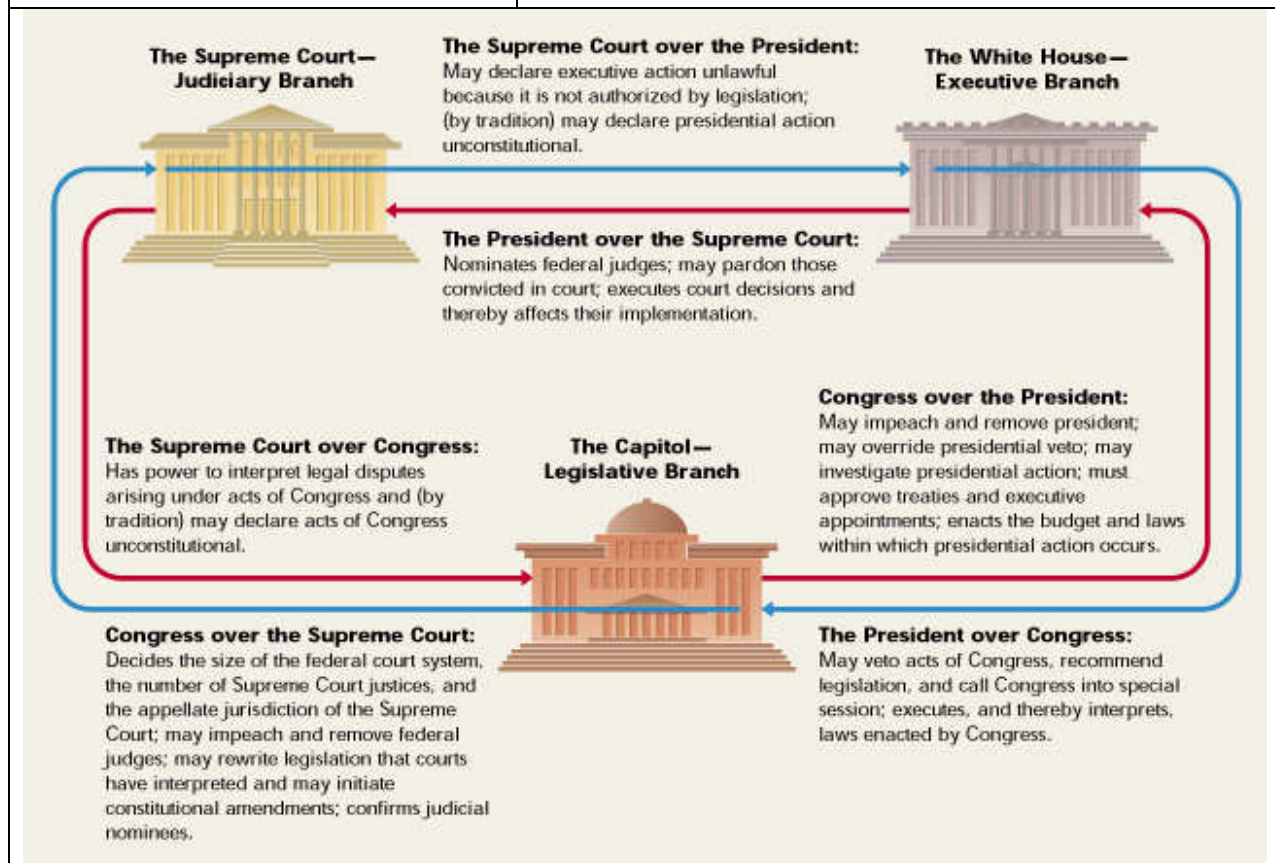 The Supreme Court—
Judiciary Branch
The Supreme Court over the President:
May declare executive action unlawful
because it is not authorized by legislation;
(by tradition) may declare presidential action
unconstitutional.
The White House—
Executive Branch
The President over the Supreme Court:
Nominates federal judges; may pardon those
convicted in court; executes court decisions and
thereby affects their implementation.
The Supreme Court over Congress:
Has power to interpret legal disputes
arising under acts of Congress and (by
tradition) may declare acts of Congress
unconstitutional.
The Capitol—
Legislative Branch
Congress over the President:
May impeach and remove president;
may override presidential veto; may
investigate presidential action; must
approve treaties and executive
appointments; enacts the budget and laws
within which presidential action occurs.
Congress over the Supreme Court:
Decides the size of the federal court system,
the number of Supreme Court justices, and
the appellate jurisdiction of the Supreme
Court; may impeach and remove federal
judges; may rewrite legislation that courts
have interpreted and may initiate
constitutional amendments; confirms judicial
nominees.
The President over Congress:
May veto acts of Congress, recommend
legislation, and call Congress into special
session; executes, and thereby interprets,
laws enacted by Congress.